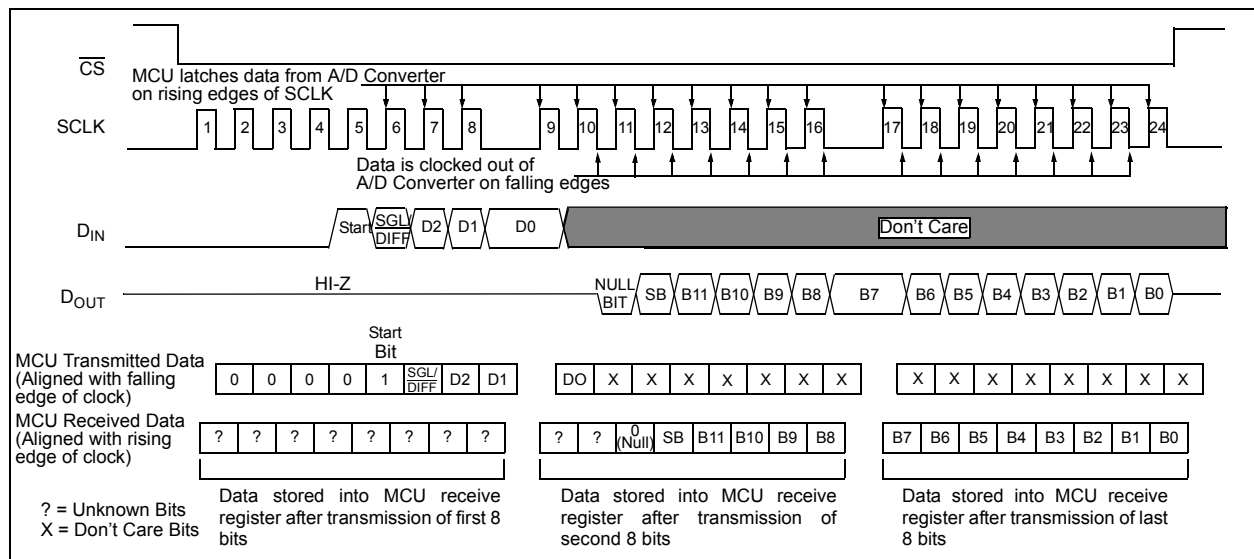 CS
MCU latches data from A/D Converter
on rising edges of SCLK
SCLK
1 2 3 4 5 6 7 8 9 10 11 12 13 14 15 16 17 18 19 20 21 22 23 24
Data is clocked out of
A/D Converter on falling edges
DIN
Start SGL/DIFF D2 D1 D0 Don't Care
DOUT
HI-Z NULL BIT SB B11 B10 B9 B8 B7 B6 B5 B4 B3 B2 B1 B0
Start
Bit
MCU Transmitted Data
(Aligned with falling
edge of clock)
0 0 0 0 1 SGL/DIFF D2 D1 DO X X X X X X X X X X X X X X X
MCU Received Data
(Aligned with rising
edge of clock)
? ? ? ? ? ? ? ? ? ? 0 (Null) SB B11 B10 B9 B8 B7 B6 B5 B4 B3 B2 B1 B0
? = Unknown Bits
X = Don't Care Bits
Data stored into MCU receive
register after transmission of first 8
bits
Data stored into MCU receive
register after transmission of
second 8 bits
Data stored into MCU receive
register after transmission of last
8 bits